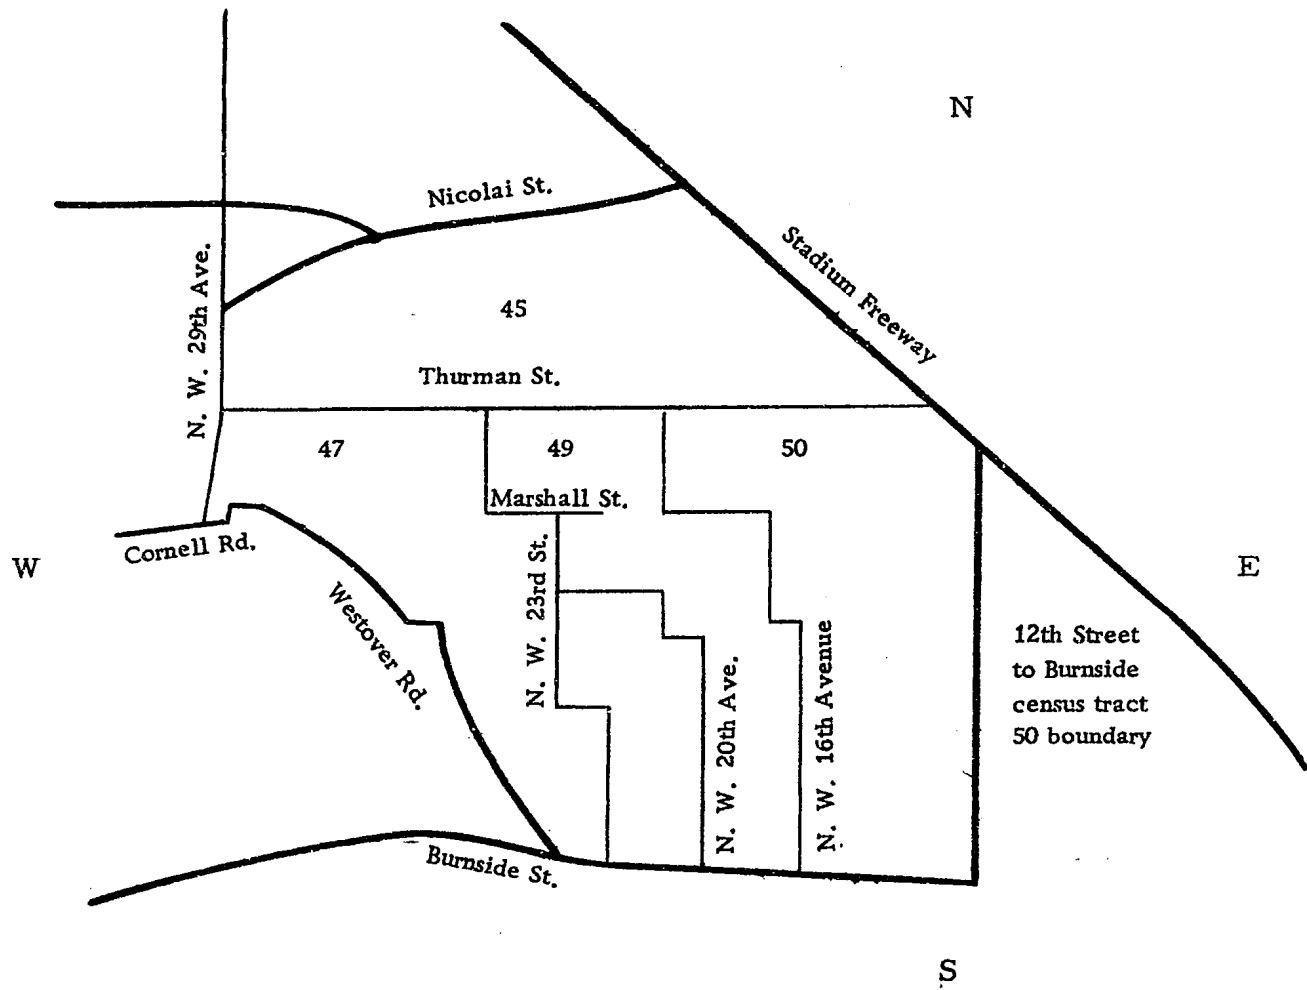 N
Nicolai St.
Stadium Freeway
N. W. 29th Ave.
45
Thurman St.
47
49
50
Marshall St.
Cornell Rd.
W
E
N. W. 23rd St.
Westover Rd.
12th Street
to Burnside
census tract
50 boundary
N. W. 20th Ave.
N. W. 16th Avenue
Burnside St.
S